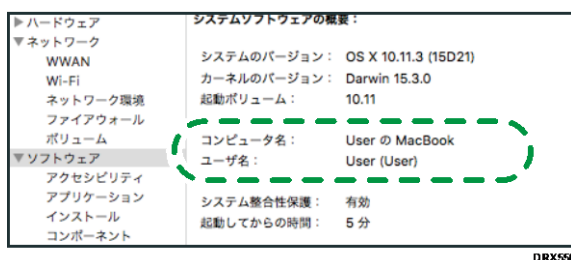 ▶ハードウェア
▼ネットワーク
WWAN
Wi-Fi
ネットワーク環境
ファイアウォール
ボリューム
▼ソフトウェア
アクセシビリティ
アプリケーション
インストール
コンポーネント
システムソフトウェアの概要：
システムのバージョン： OS X 10.11.3 (15D21)
カーネルのバージョン： Darwin 15.3.0
起動ボリューム： 10.11
コンピュータ名： User の MacBook
ユーザ名： User (User)
システム整合性保護： 有効
起動してからの時間： 5 分